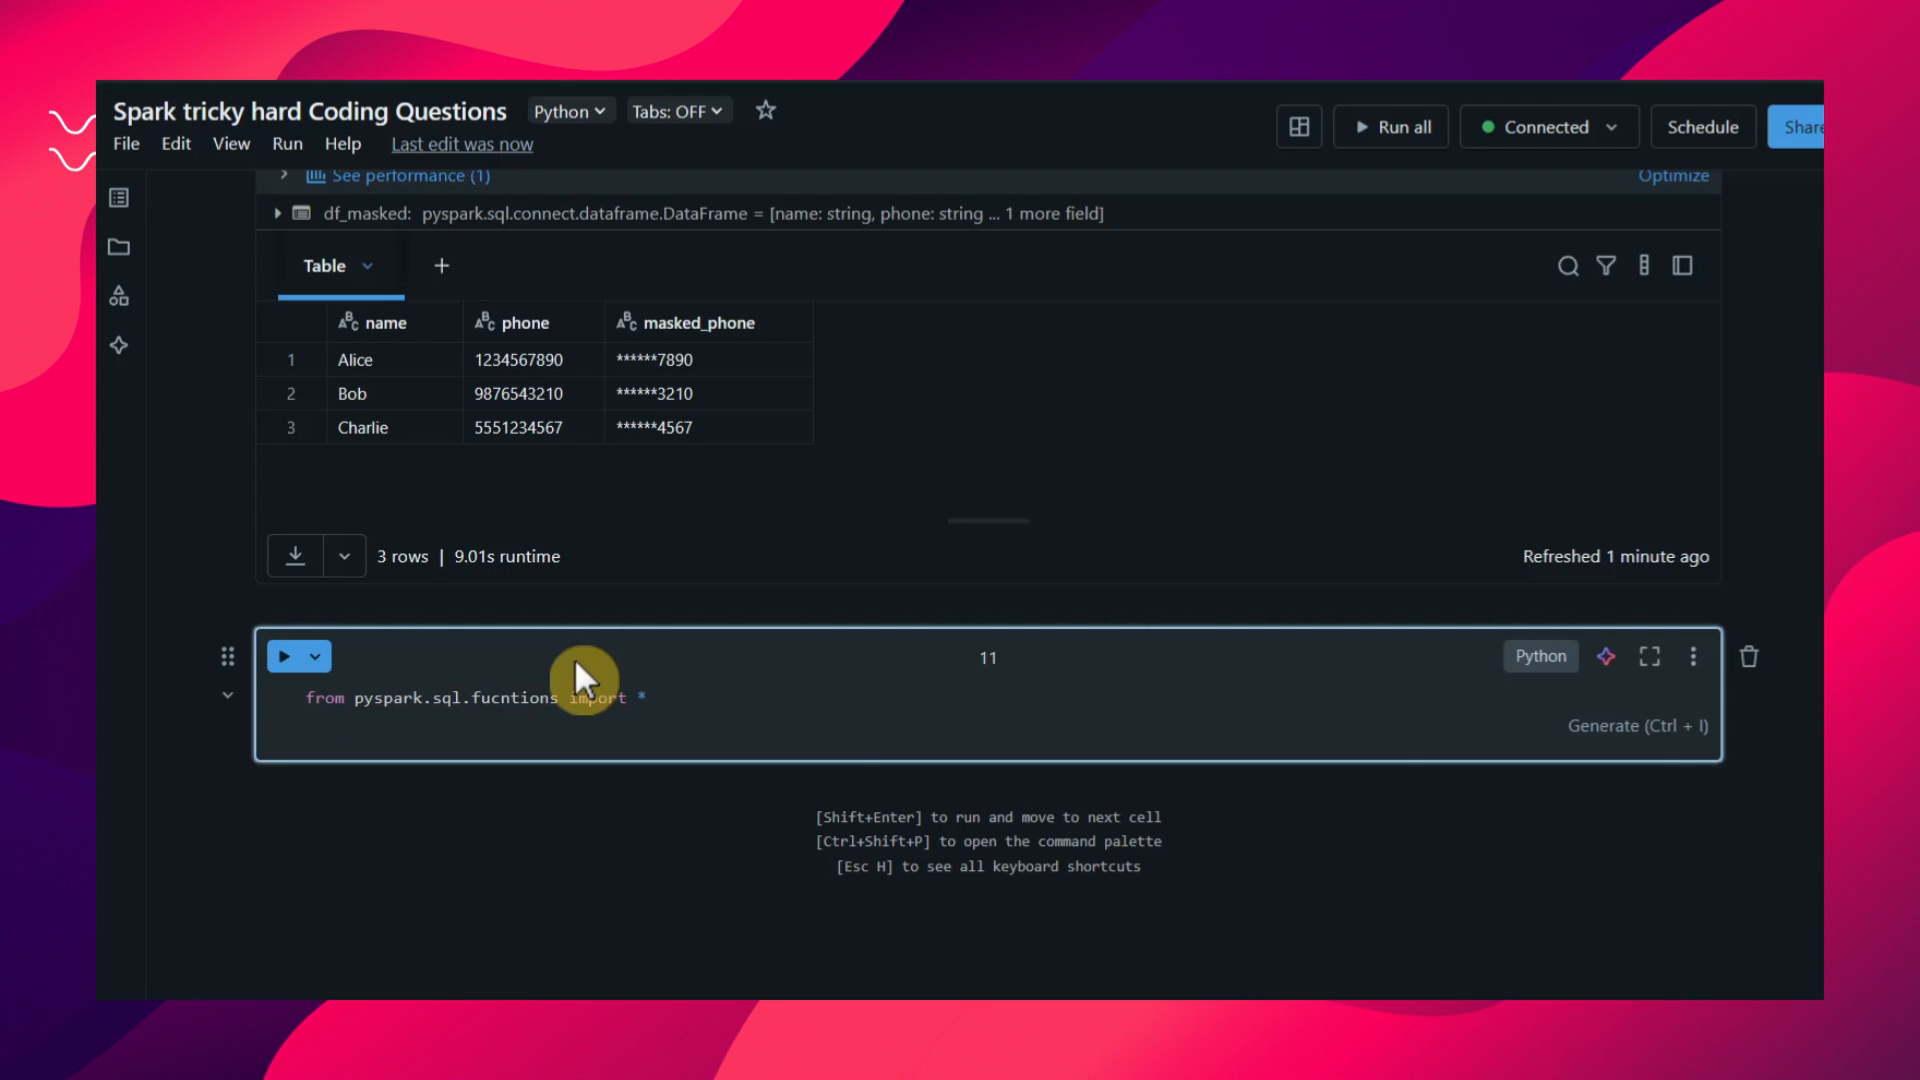 Spark tricky hard Coding Questions Python Tabs: OFF
File Edit View Run Help Last edit was now
Run all Connected Schedule Share
See performance (1) Optimize
df_masked: pyspark.sql.connect.dataframe.DataFrame = [name: string, phone: string ... 1 more field]
Table +
ABC name ABC phone ABC masked_phone
1 Alice 1234567890 ******7890
2 Bob 9876543210 ******3210
3 Charlie 5551234567 ******4567
3 rows | 9.01s runtime Refreshed 1 minute ago
11 Python
from pyspark.sql.fucntions import *
Generate (Ctrl + I)
[Shift+Enter] to run and move to next cell
[Ctrl+Shift+P] to open the command palette
[Esc H] to see all keyboard shortcuts